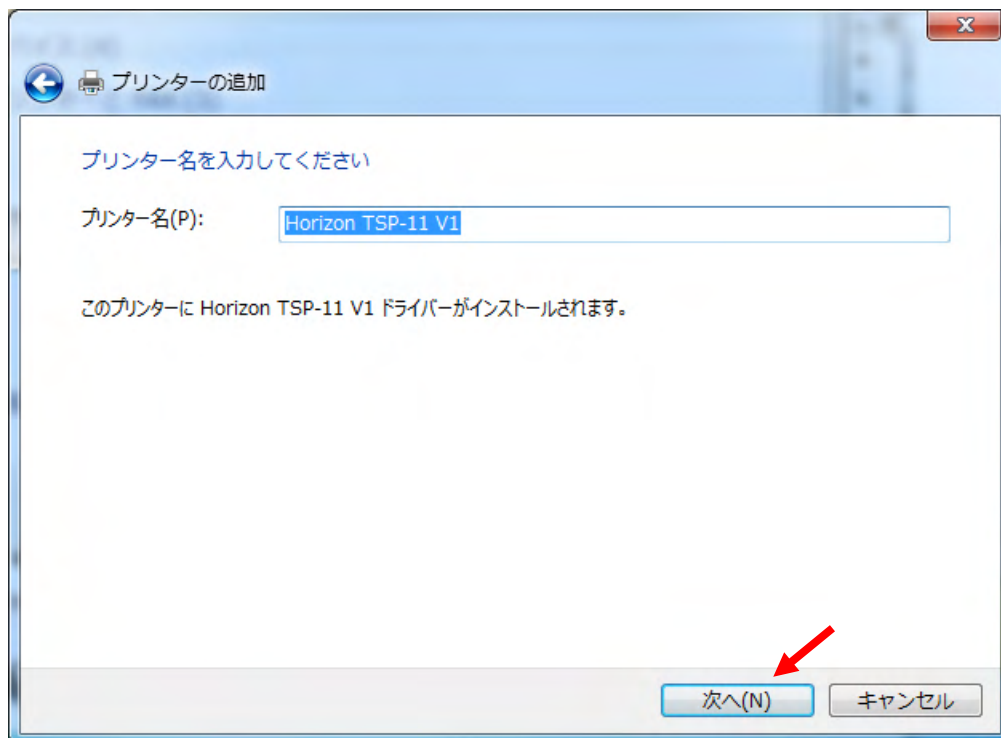 プリンターの追加
プリンター名を入力してください
プリンター名(P): Horizon TSP-11 V1
このプリンターに Horizon TSP-11 V1 ドライバーがインストールされます。
次へ(N) キャンセル